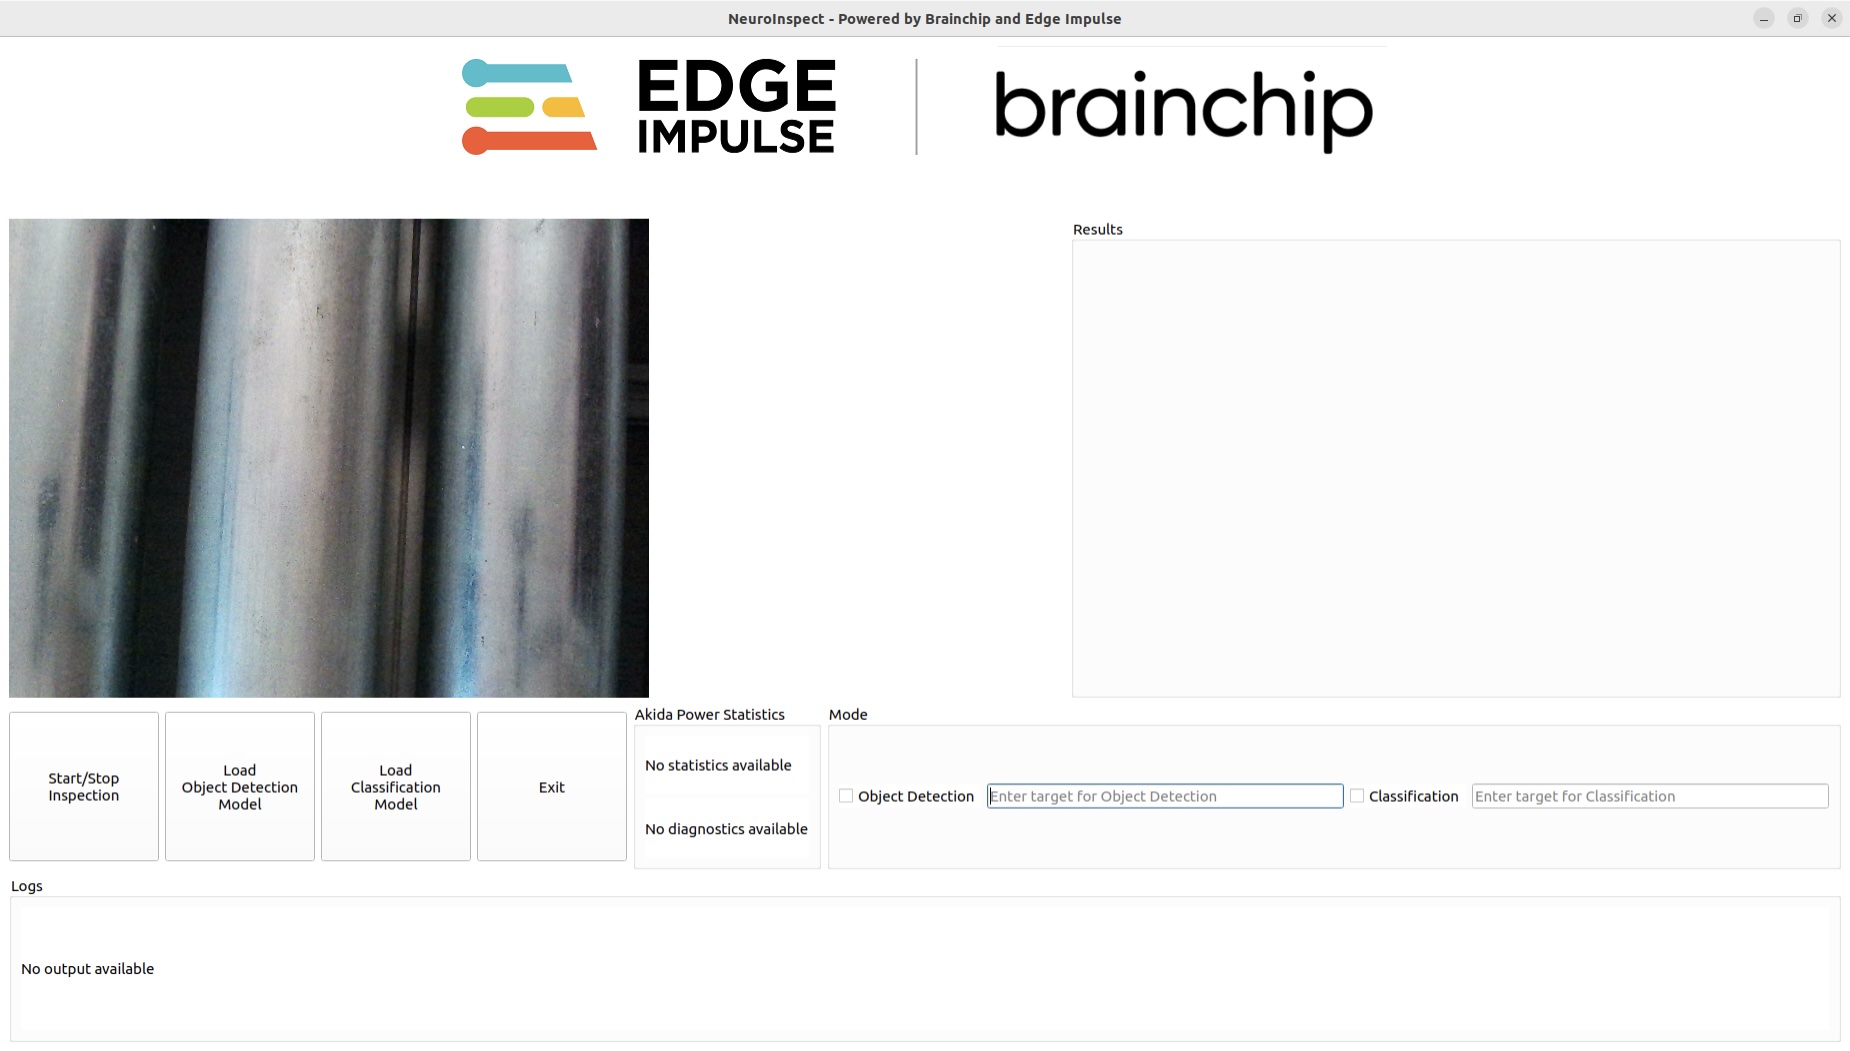 NeuroInspect - Powered by Brainchip and Edge Impulse
EDGE
IMPULSE
brainchip
Results
Start/Stop
Inspection
Load
Object Detection
Model
Load
Classification
Model
Exit
Akida Power Statistics
No statistics available
No diagnostics available
Mode
Object Detection
Enter target for Object Detection
Classification
Enter target for Classification
Logs
No output available